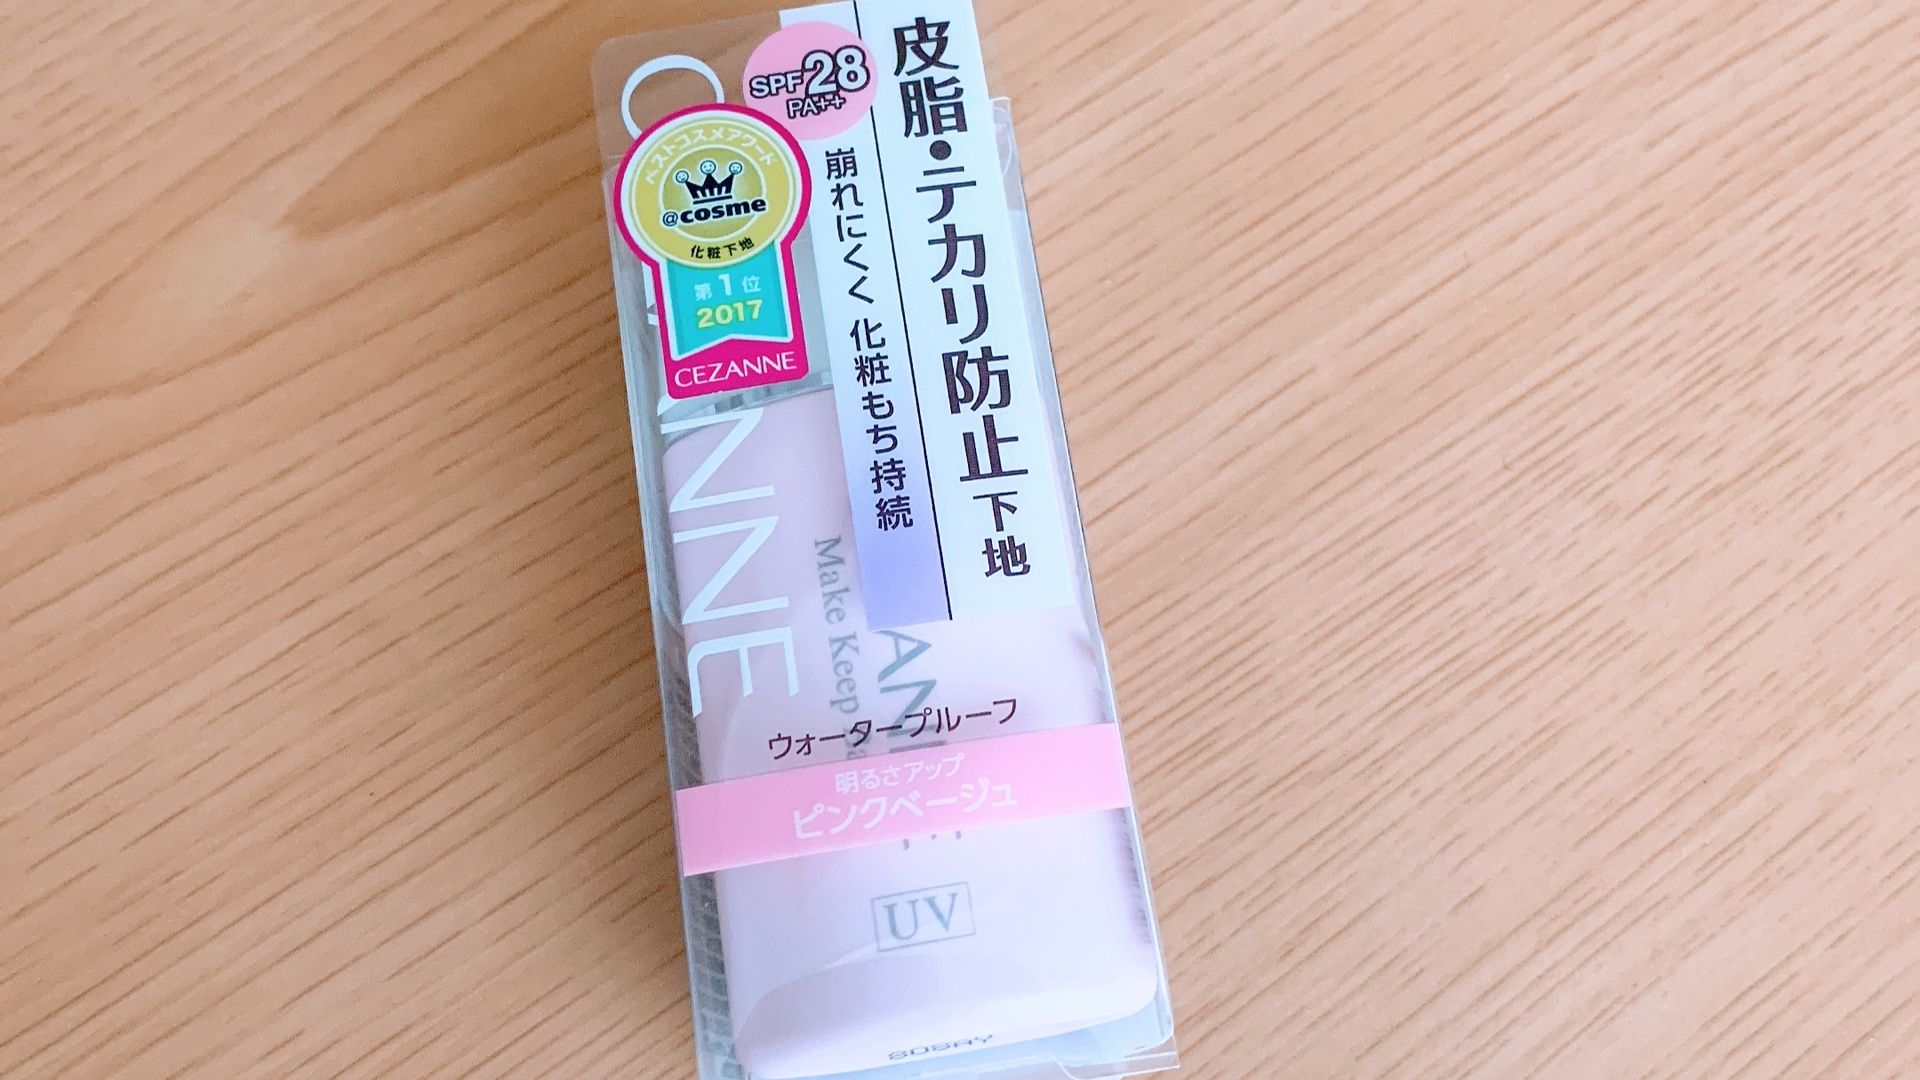 SPF28
PA++
皮脂・テカリ防止下地
崩れにくく 化粧もち持続
ベストコスメアワード
@cosme
化粧下地
第1位
2017
CEZANNE
Make Keep
ウォータープルーフ
明るさアップ
ピンクベージュ
UV